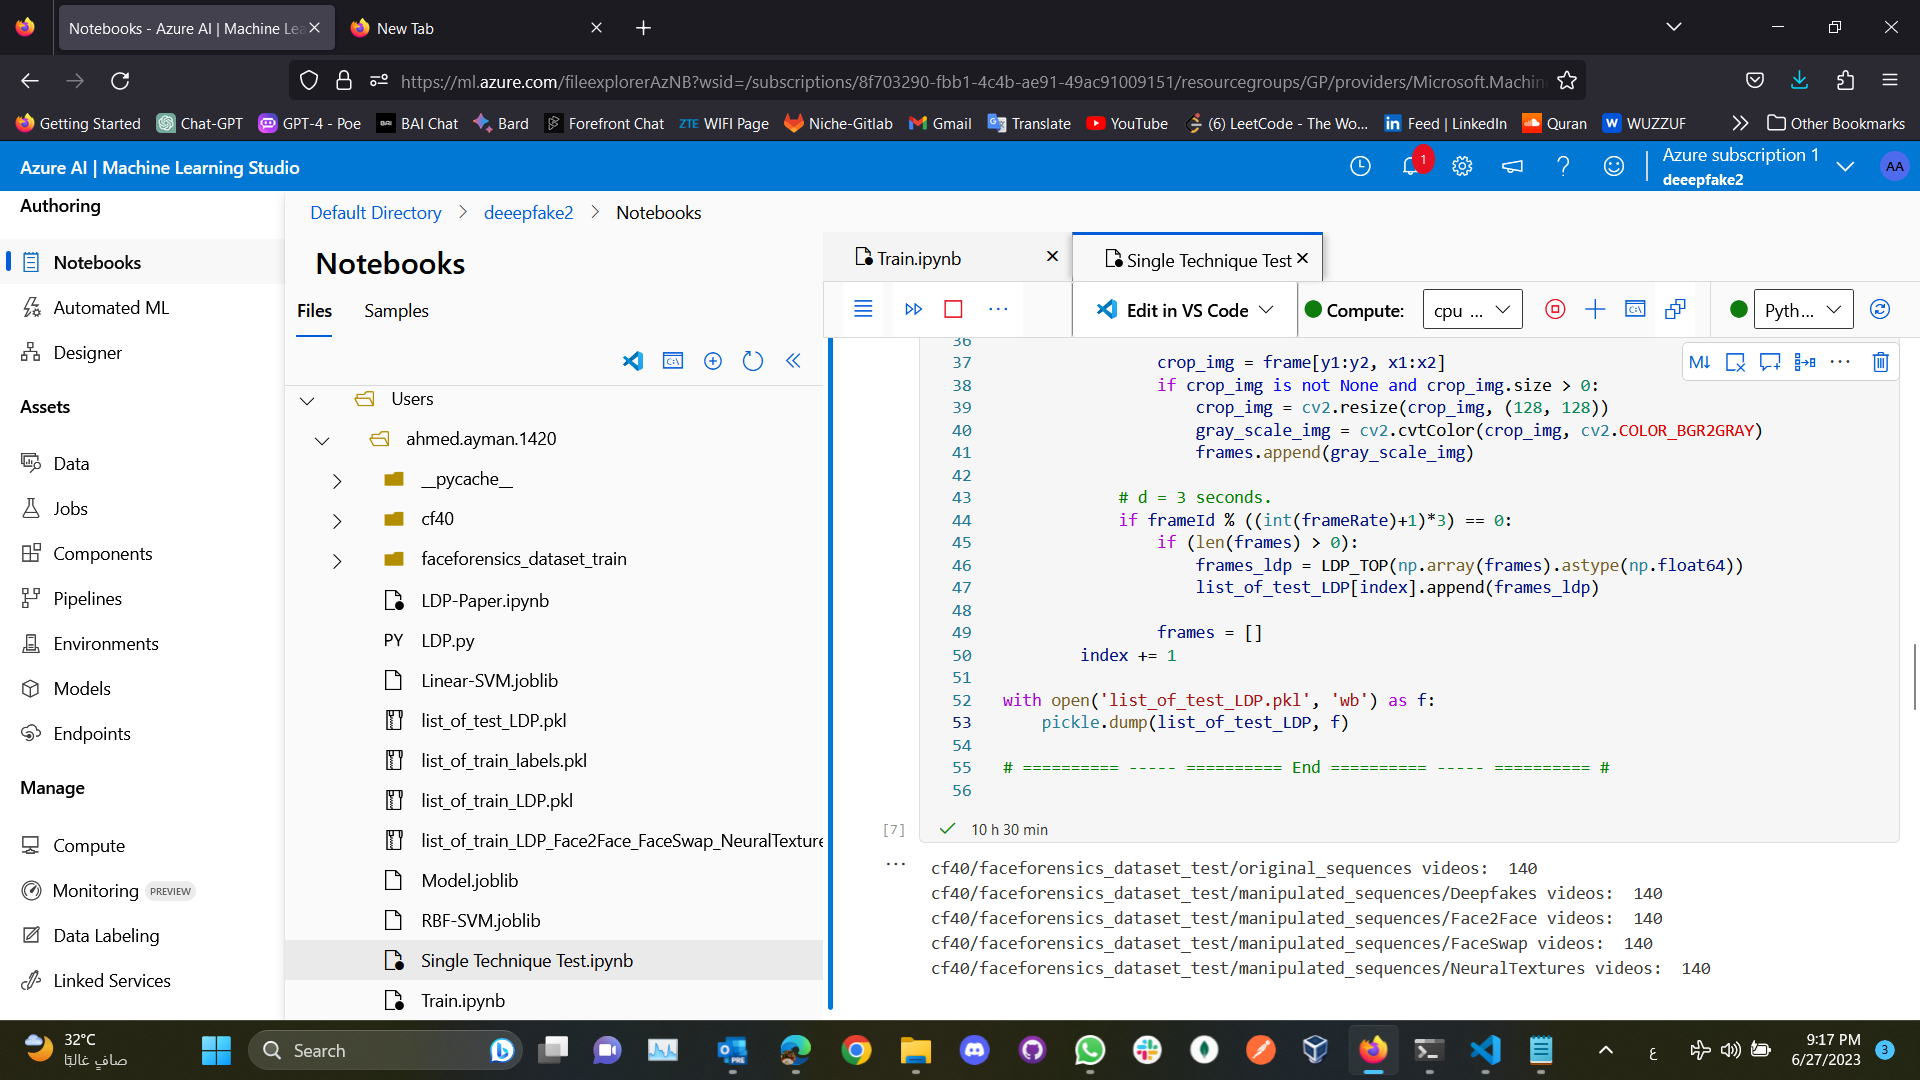 Notebooks - Azure AI | Machine Lea
New Tab
https://ml.azure.com/fileexplorerAzNB?wsid=/subscriptions/8f703290-fbb1-4c4b-ae91-49ac91009151/resourcegroups/GP/providers/Microsoft.Machin
Getting Started
Chat-GPT
GPT-4 - Poe
BAI Chat
Bard
Forefront Chat
ZTE WIFI Page
Niche-Gitlab
Gmail
Translate
YouTube
(6) LeetCode - The Wo...
Feed | LinkedIn
Quran
WUZZUF
Other Bookmarks
Azure AI | Machine Learning Studio
1
Azure subscription 1
deeepfake2
AA
Authoring
Notebooks
Automated ML
Designer
Assets
Data
Jobs
Components
Pipelines
Environments
Models
Endpoints
Manage
Compute
Monitoring PREVIEW
Data Labeling
Linked Services
Default Directory > deeepfake2 > Notebooks
Notebooks
Files
Samples
Users
ahmed.ayman.1420
__pycache__
cf40
faceforensics_dataset_train
LDP-Paper.ipynb
PY LDP.py
Linear-SVM.joblib
list_of_test_LDP.pkl
list_of_train_labels.pkl
list_of_train_LDP.pkl
list_of_train_LDP_Face2Face_FaceSwap_NeuralTexture
Model.joblib
RBF-SVM.joblib
Single Technique Test.ipynb
Train.ipynb
Train.ipynb
Single Technique Test
Edit in VS Code
Compute:
cpu ...
Pyth...
M↓
36
37 crop_img = frame[y1:y2, x1:x2]
38 if crop_img is not None and crop_img.size > 0:
39 crop_img = cv2.resize(crop_img, (128, 128))
40 gray_scale_img = cv2.cvtColor(crop_img, cv2.COLOR_BGR2GRAY)
41 frames.append(gray_scale_img)
42
43 # d = 3 seconds.
44 if frameId % ((int(frameRate)+1)*3) == 0:
45 if (len(frames) > 0):
46 frames_ldp = LDP_TOP(np.array(frames).astype(np.float64))
47 list_of_test_LDP[index].append(frames_ldp)
48
49 frames = []
50 index += 1
51
52 with open('list_of_test_LDP.pkl', 'wb') as f:
53 pickle.dump(list_of_test_LDP, f)
54
55 # ========== ----- ========== End ========== ----- ========== #
56
[7] 10 h 30 min
cf40/faceforensics_dataset_test/original_sequences videos: 140
cf40/faceforensics_dataset_test/manipulated_sequences/Deepfakes videos: 140
cf40/faceforensics_dataset_test/manipulated_sequences/Face2Face videos: 140
cf40/faceforensics_dataset_test/manipulated_sequences/FaceSwap videos: 140
cf40/faceforensics_dataset_test/manipulated_sequences/NeuralTextures videos: 140
32°C
صافٍ غالبًا
Search
PRE
ع
9:17 PM
6/27/2023
3